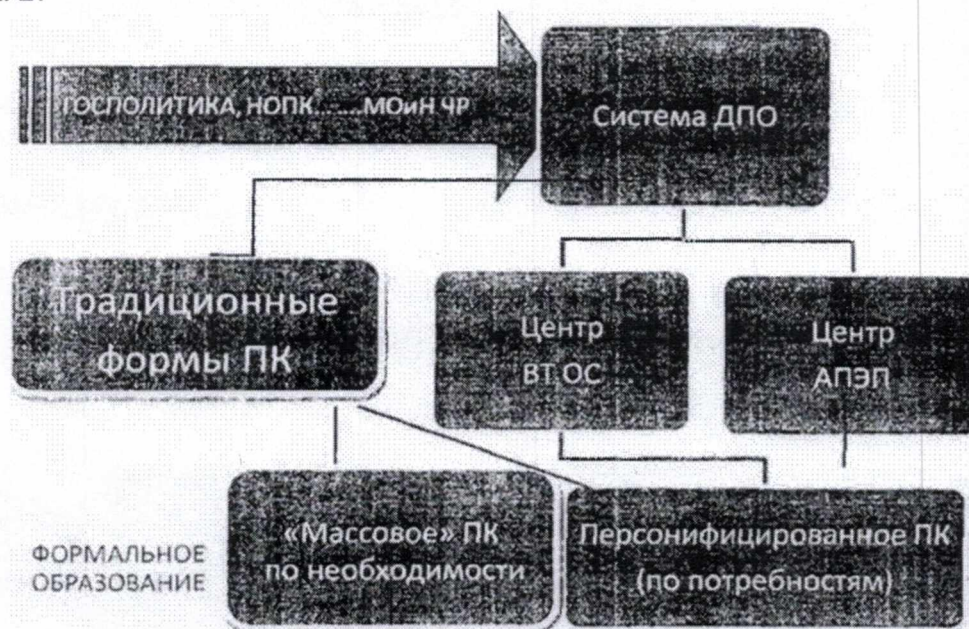 ГОСПОЛИТИКА, НОПК.......МОиН ЧР
Система ДПО
Традиционные
формы ПК
Центр
ВТ ОС
Центр
АПЭП
ФОРМАЛЬНОЕ
ОБРАЗОВАНИЕ
«Массовое» ПК
по необходимости
Персонифицированное ПК
(по потребностям)